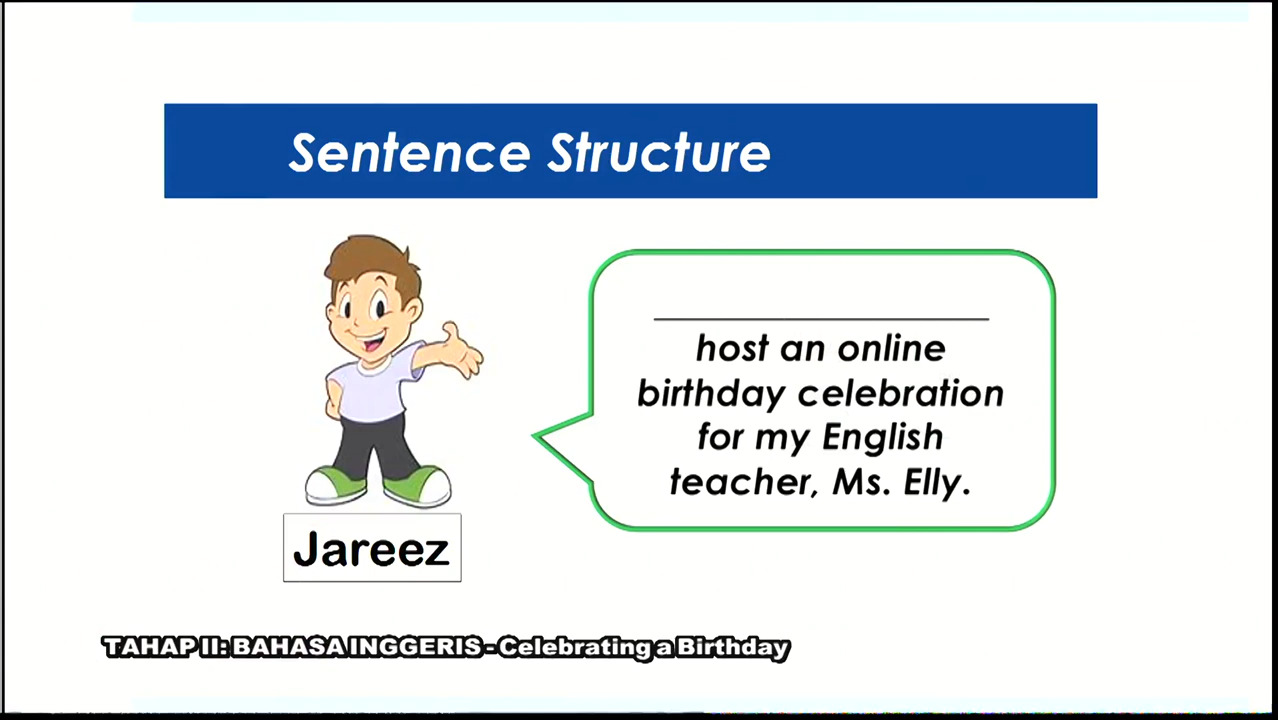 Sentence Structure
host an online
birthday celebration
for my English
teacher, Ms. Elly.
Jareez
TAHAP II: BAHASA INGGERIS - Celebrating a Birthday